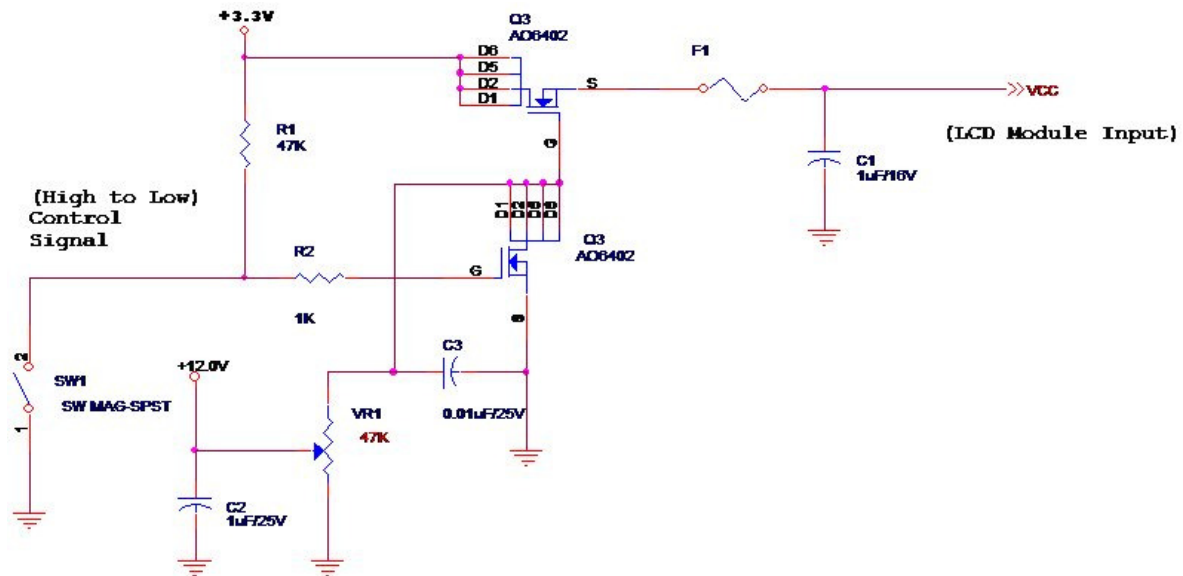 +3.3V
Q3
AO6402
F1
D6
D5
D2
D1
S
VCC
(LCD Module Input)
R1
47K
G
C1
1uF/16V
(High to Low)
Control
Signal
D1
D2
Q3
AO6402
R2
G
1K
2
+12.0V
C3
SW1
SW MAG-SPST
VR1
47K
0.01uF/25V
1
C2
1uF/25V